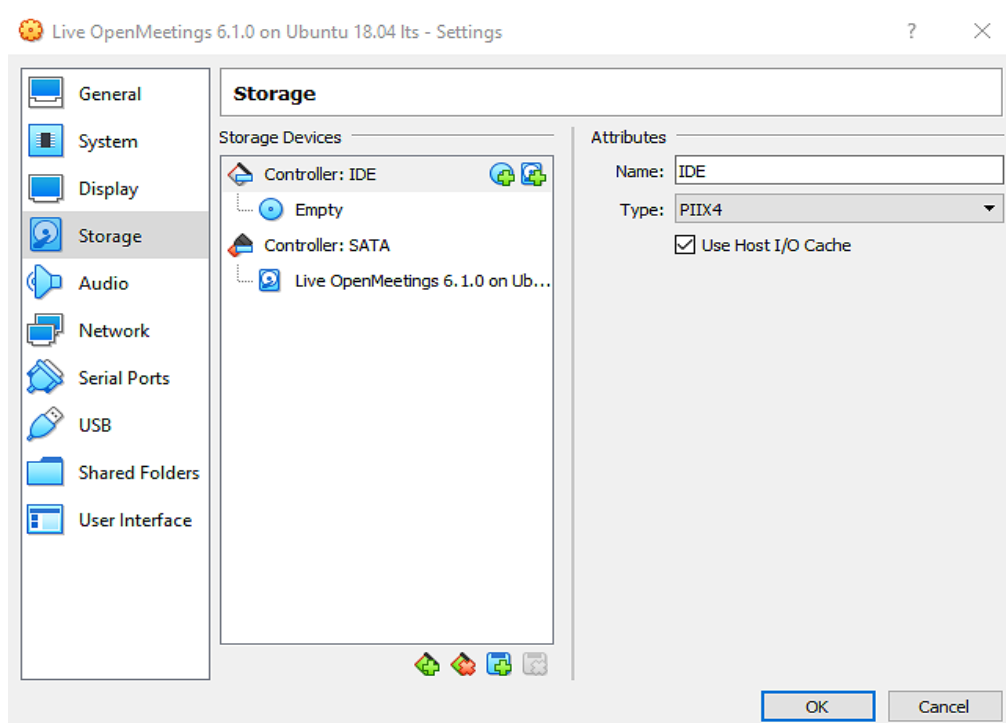 Live OpenMeetings 6.1.0 on Ubuntu 18.04 lts - Settings
?
General
System
Display
Storage
Audio
Network
Serial Ports
USB
Shared Folders
User Interface
Storage
Storage Devices
Controller: IDE
Empty
Controller: SATA
Live OpenMeetings 6.1.0 on Ub...
Attributes
Name: IDE
Type: PIIX4
Use Host I/O Cache
OK
Cancel